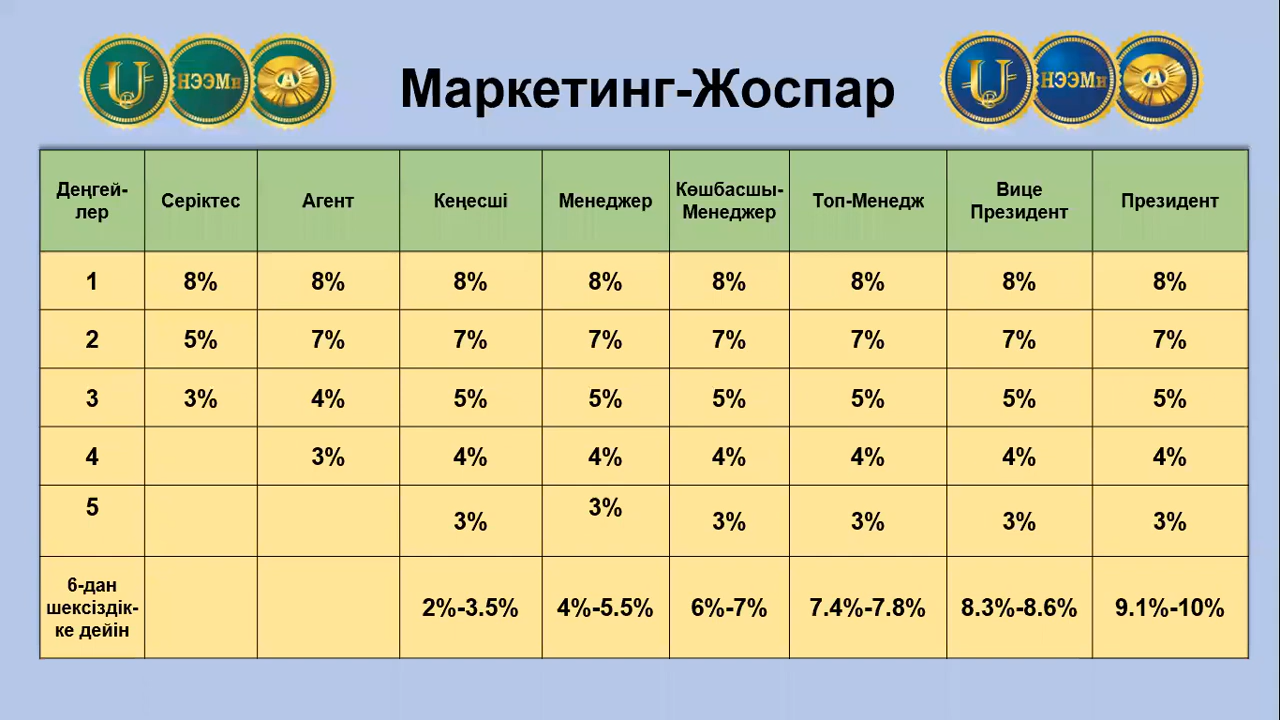 Маркетинг-Жоспар
НЭЭМи
А
НЭЭМи
А
Деңгей-
лер
Серіктес
Агент
Кеңесші
Менеджер
Көшбасшы-
Менеджер
Топ-Менедж
Вице
Президент
Президент
1 8% 8% 8% 8% 8% 8% 8% 8%
2 5% 7% 7% 7% 7% 7% 7% 7%
3 3% 4% 5% 5% 5% 5% 5% 5%
4 3% 4% 4% 4% 4% 4% 4%
5 3% 3% 3% 3% 3% 3%
6-дан
шексіздік-
ке дейін
2%-3.5% 4%-5.5% 6%-7% 7.4%-7.8% 8.3%-8.6% 9.1%-10%